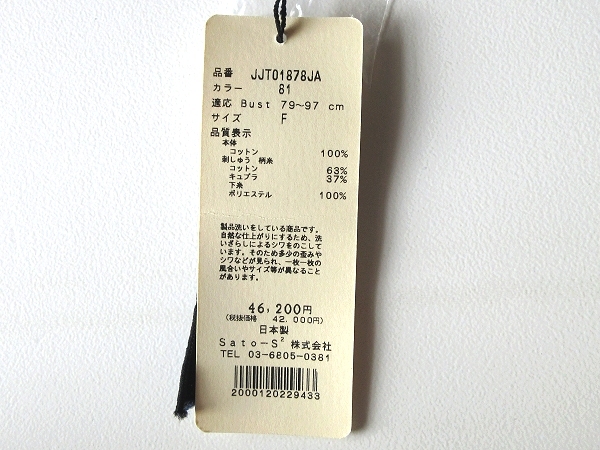 品番 JJT01878JA
カラー 81
適応 Bust 79~97 cm
サイズ F
品質表示
本体
コットン 100%
刺しゅう 柄糸
コットン 63%
キュプラ 37%
下糸
ポリエステル 100%
製品洗いをしている商品です。
自然な仕上がりにするため、洗
いざらしによるシワをのこして
います。そのため多少の歪みや
シワなどが見られ、一枚一枚の
風合いやサイズ等が異なること
があります。
46,200円
(税抜価格 42,000円)
日本製
Sato-S² 株式会社
TEL 03-6805-0381
2000120229433